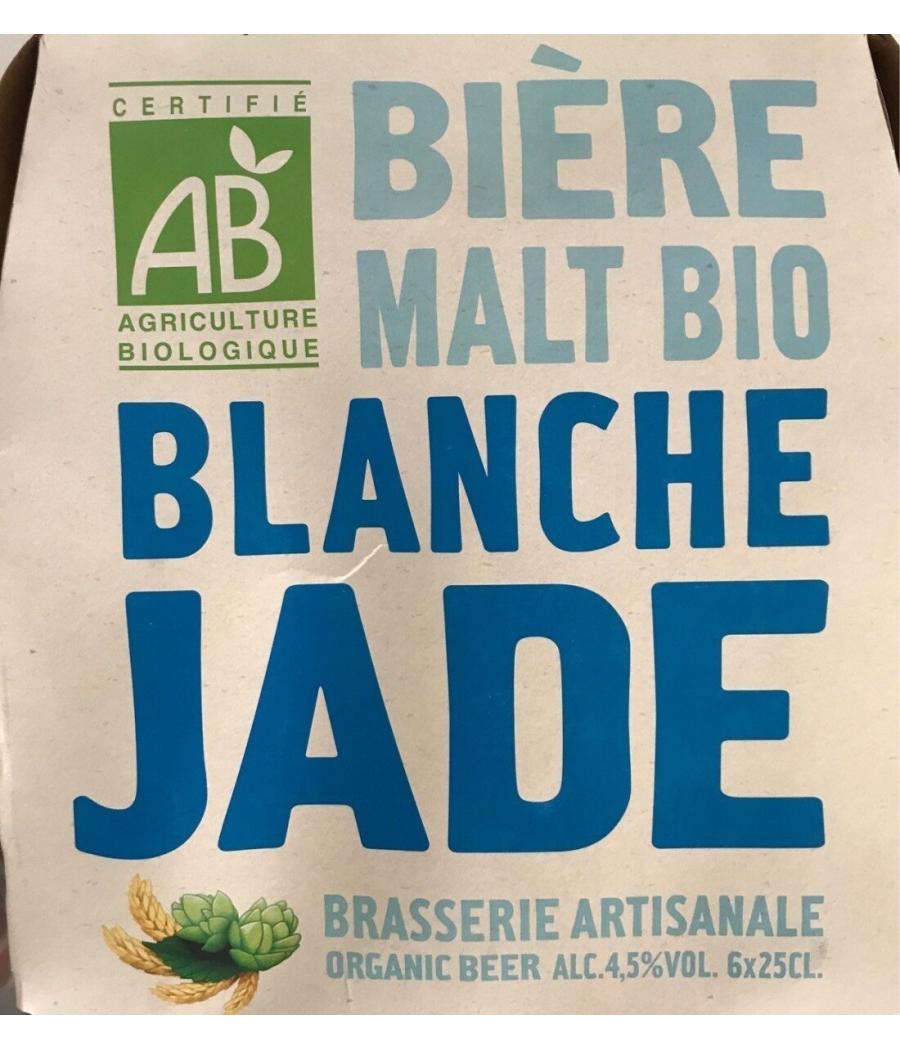 CERTIFIÉ
AB
AGRICULTURE
BIOLOGIQUE
BIÈRE
MALT BIO
BLANCHE
JADE
BRASSERIE ARTISANALE
ORGANIC BEER ALC.4,5%VOL. 6x25CL.